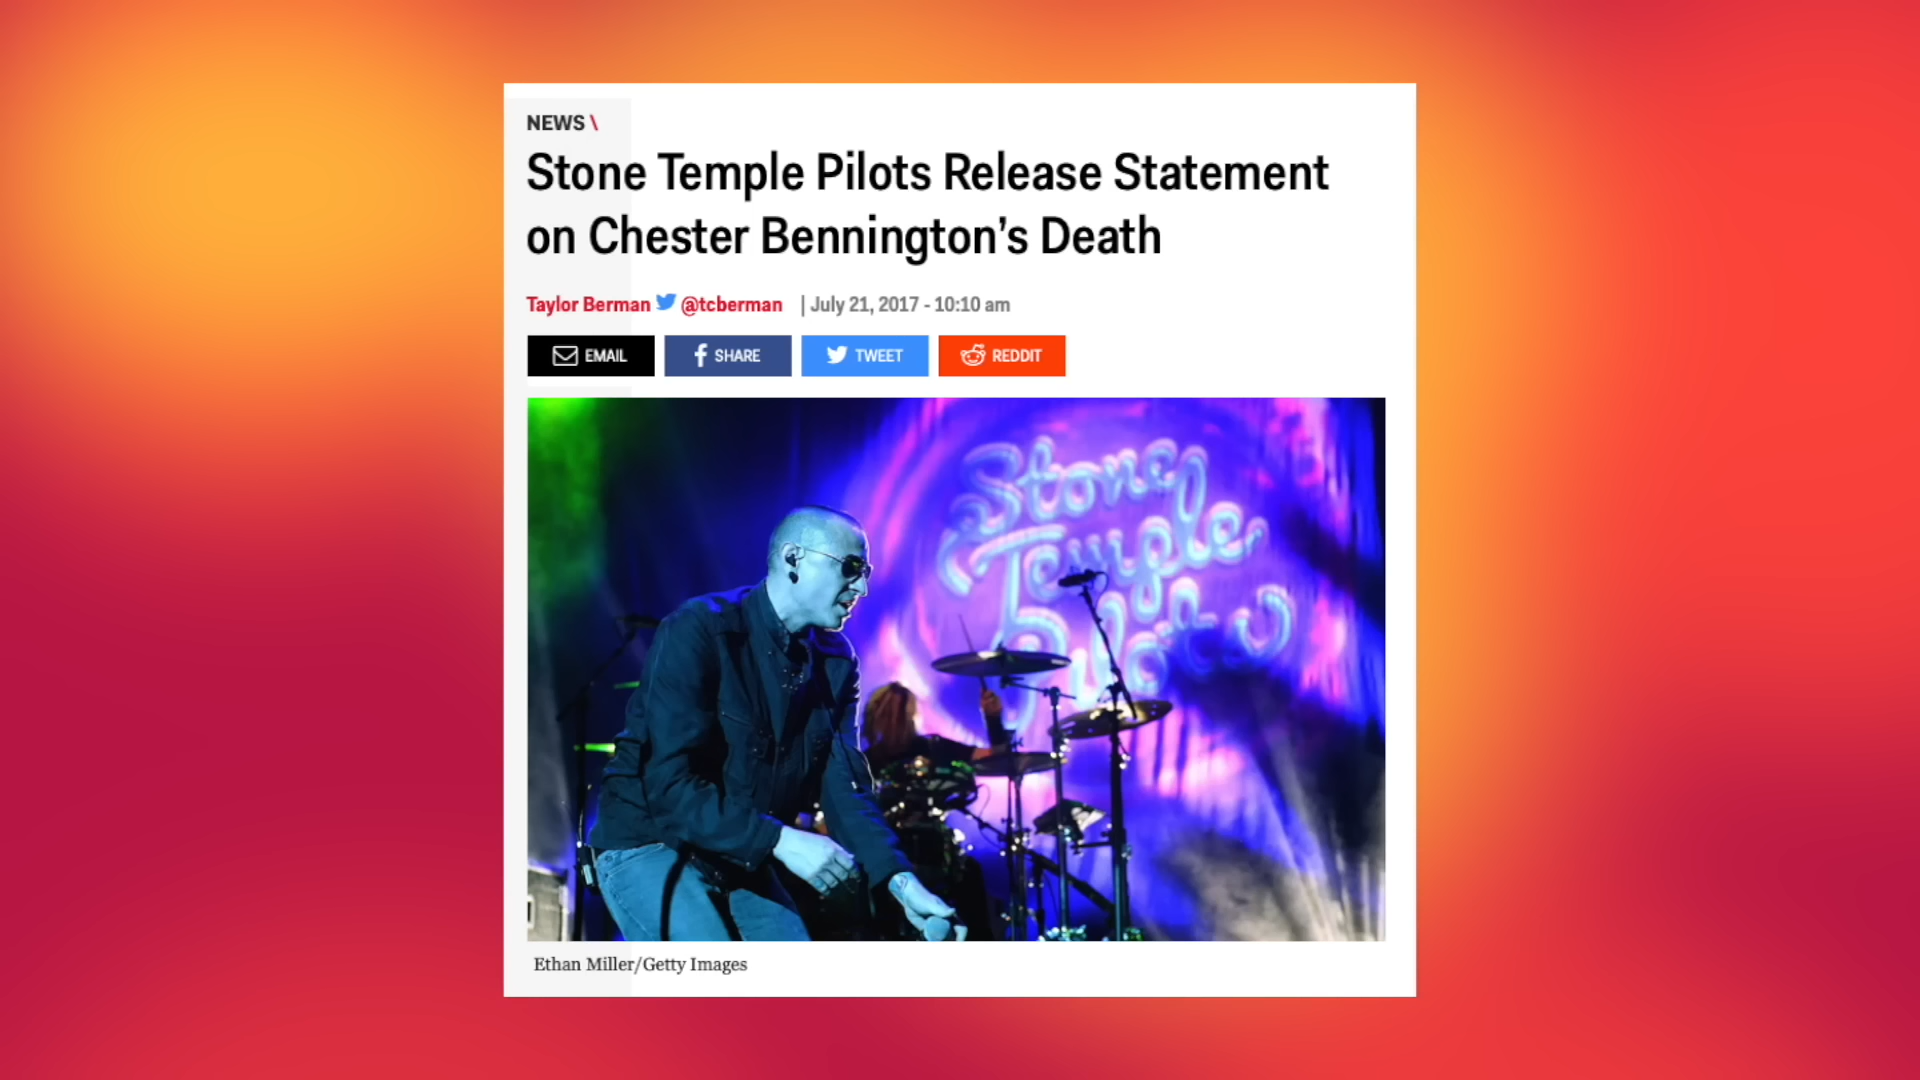 NEWS \
Stone Temple Pilots Release Statement
on Chester Bennington’s Death
Taylor Berman @tcberman | July 21, 2017 - 10:10 am
EMAIL SHARE TWEET REDDIT
Stone
Temple
Pilots
Ethan Miller/Getty Images